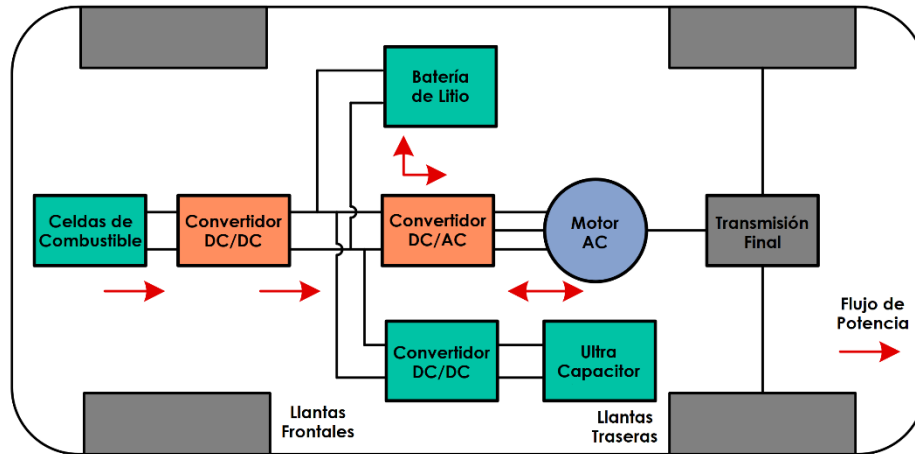 Batería
de Litio
Celdas de
Combustible
Convertidor
DC/DC
Convertidor
DC/AC
Motor
AC
Transmisión
Final
Flujo de
Potencia
Convertidor
DC/DC
Ultra
Capacitor
Llantas
Frontales
Llantas
Traseras